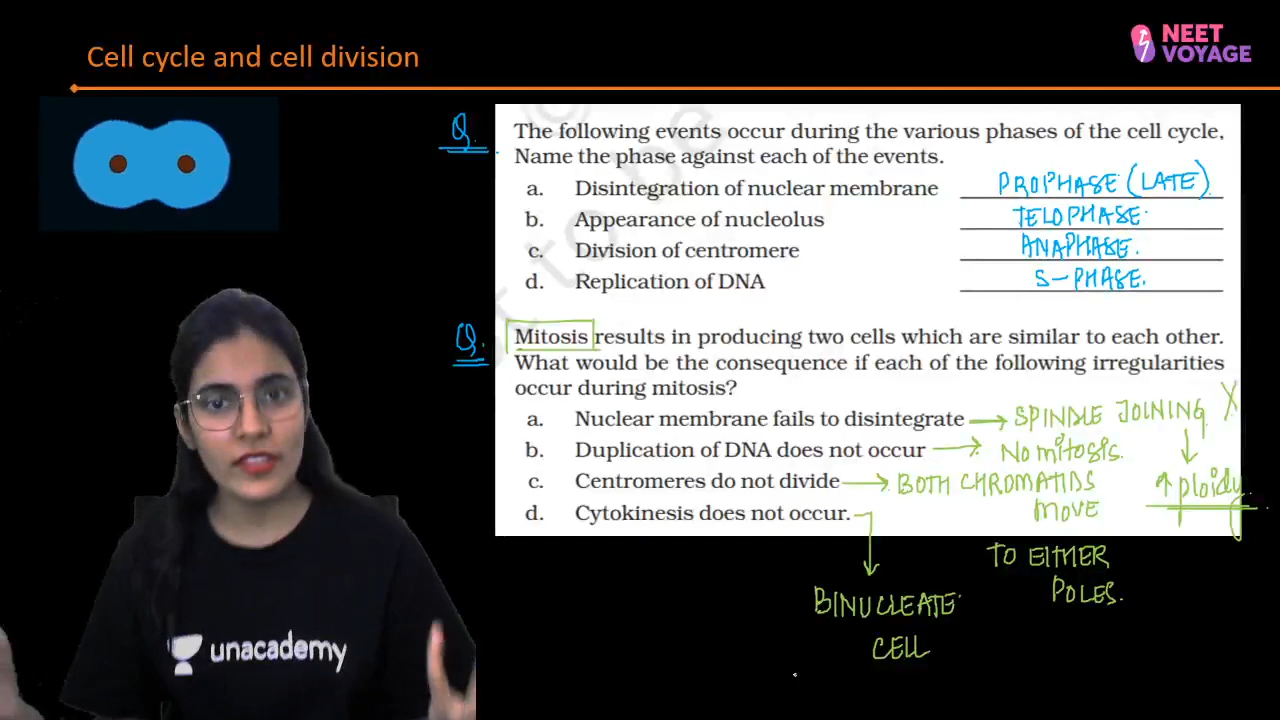 Cell cycle and cell division
NEET
VOYAGE
Q.
The following events occur during the various phases of the cell cycle,
Name the phase against each of the events.
a. Disintegration of nuclear membrane PROPHASE (LATE)
b. Appearance of nucleolus TELOPHASE
c. Division of centromere ANAPHASE.
d. Replication of DNA S-PHASE.
Q.
Mitosis results in producing two cells which are similar to each other.
What would be the consequence if each of the following irregularities
occur during mitosis?
a. Nuclear membrane fails to disintegrate → SPINDLE JOINING X
b. Duplication of DNA does not occur → No mitosis.
c. Centromeres do not divide → BOTH CHROMATIDS ↑ ploidy
MOVE
d. Cytokinesis does not occur.
TO EITHER
POLES.
BINUCLEATE
CELL
unacademy